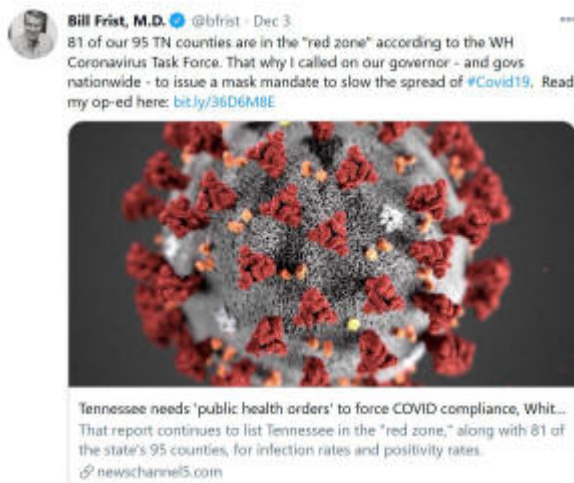 Bill Frist, M.D. @bfrist · Dec 3
81 of our 95 TN counties are in the "red zone" according to the WH
Coronavirus Task Force. That why I called on our governor - and govs
nationwide - to issue a mask mandate to slow the spread of #Covid19. Read
my op-ed here: bit.ly/36D6M8E
Tennessee needs 'public health orders' to force COVID compliance, Whit...
That report continues to list Tennessee in the "red zone," along with 81 of
the state's 95 counties, for infection rates and positivity rates.
newschannel5.com